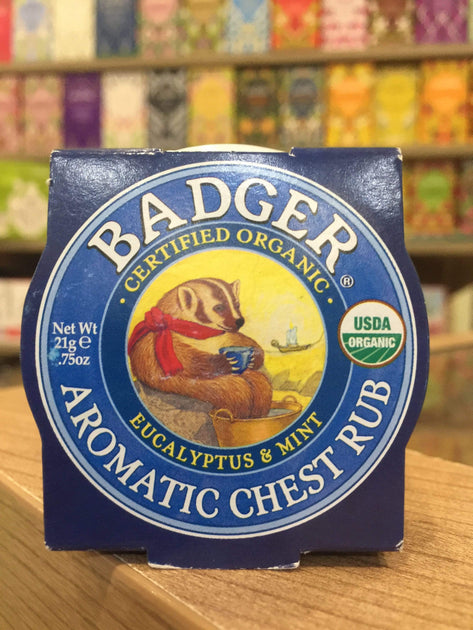 BADGER®
• CERTIFIED ORGANIC •
Net Wt
21g ℮
.75oz
USDA
ORGANIC
EUCALYPTUS & MINT
AROMATIC CHEST RUB